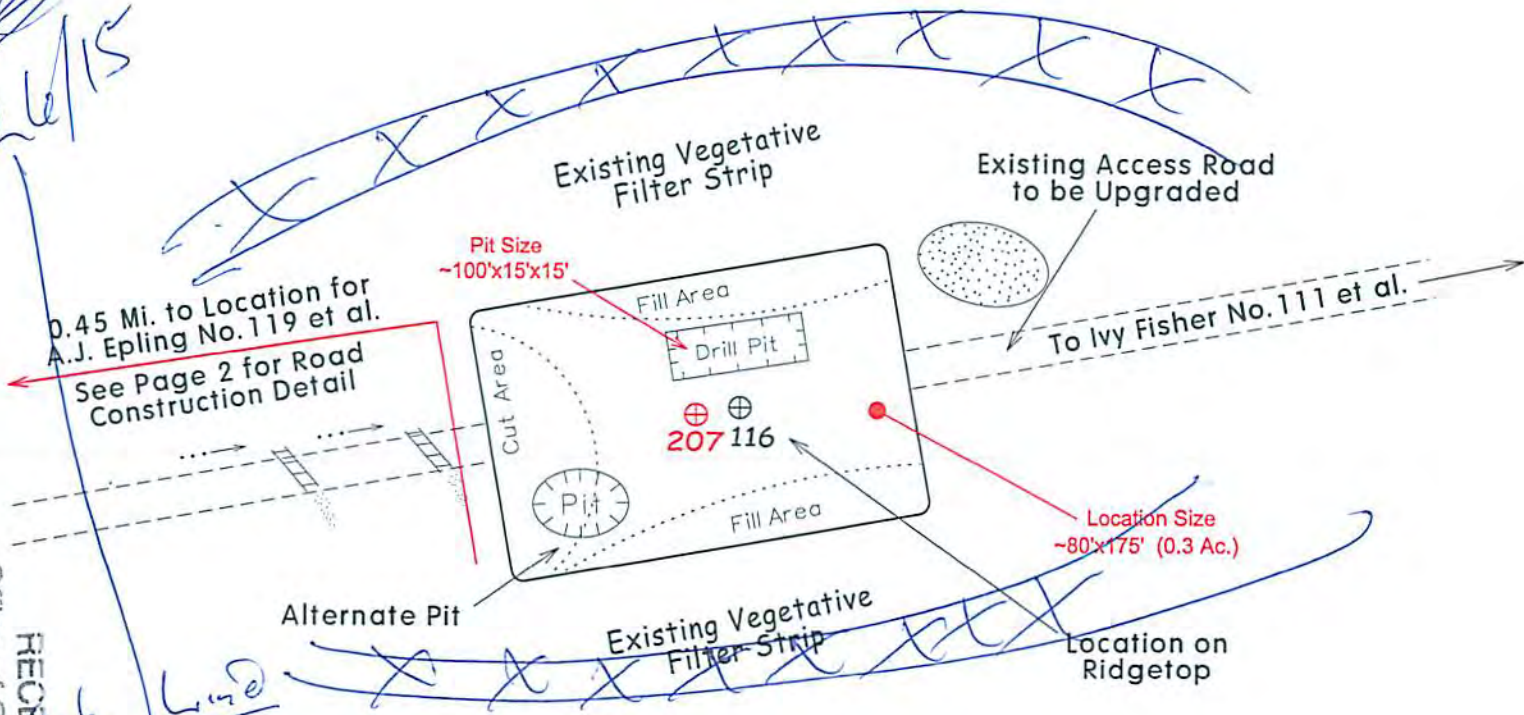 6/15
Existing Vegetative
Filter Strip
Existing Access Road
to be Upgraded
Pit Size
~100'x15'x15'
0.45 Mi. to Location for
A.J. Epling No. 119 et al.
See Page 2 for Road
Construction Detail
Fill Area
Drill Pit
Cut Area
To Ivy Fisher No. 111 et al.
207 116
Pit
Fill Area
Location Size
~80'x175' (0.3 Ac.)
Alternate Pit
Existing Vegetative
Filter Strip
Location on
Ridgetop